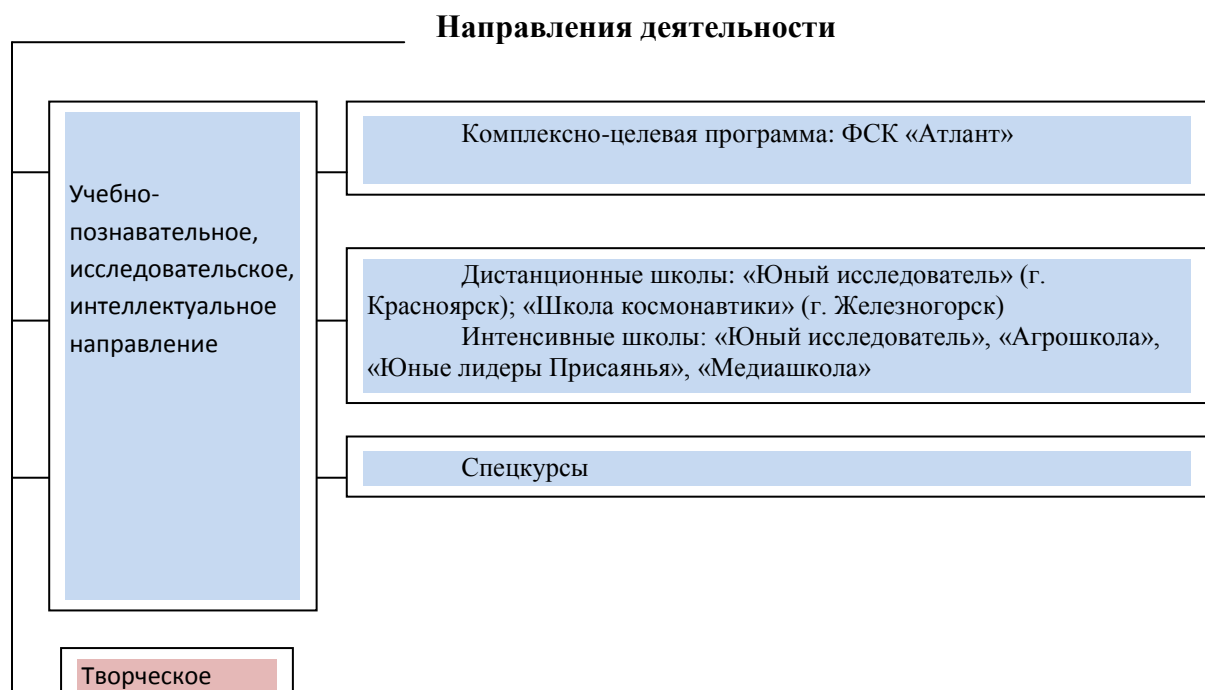 Направления деятельности
Учебно-
познавательное,
исследовательское,
интеллектуальное
направление
Комплексно-целевая программа: ФСК «Атлант»
Дистанционные школы: «Юный исследователь» (г.
Красноярск); «Школа космонавтики» (г. Железногорск)
Интенсивные школы: «Юный исследователь», «Агрошкола»,
«Юные лидеры Присаянья», «Медиашкола»
Спецкурсы
Творческое